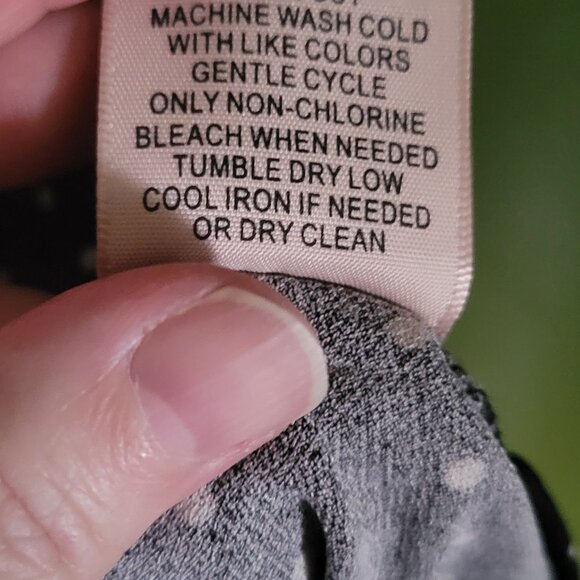 MACHINE WASH COLD
WITH LIKE COLORS
GENTLE CYCLE
ONLY NON-CHLORINE
BLEACH WHEN NEEDED
TUMBLE DRY LOW
COOL IRON IF NEEDED
OR DRY CLEAN